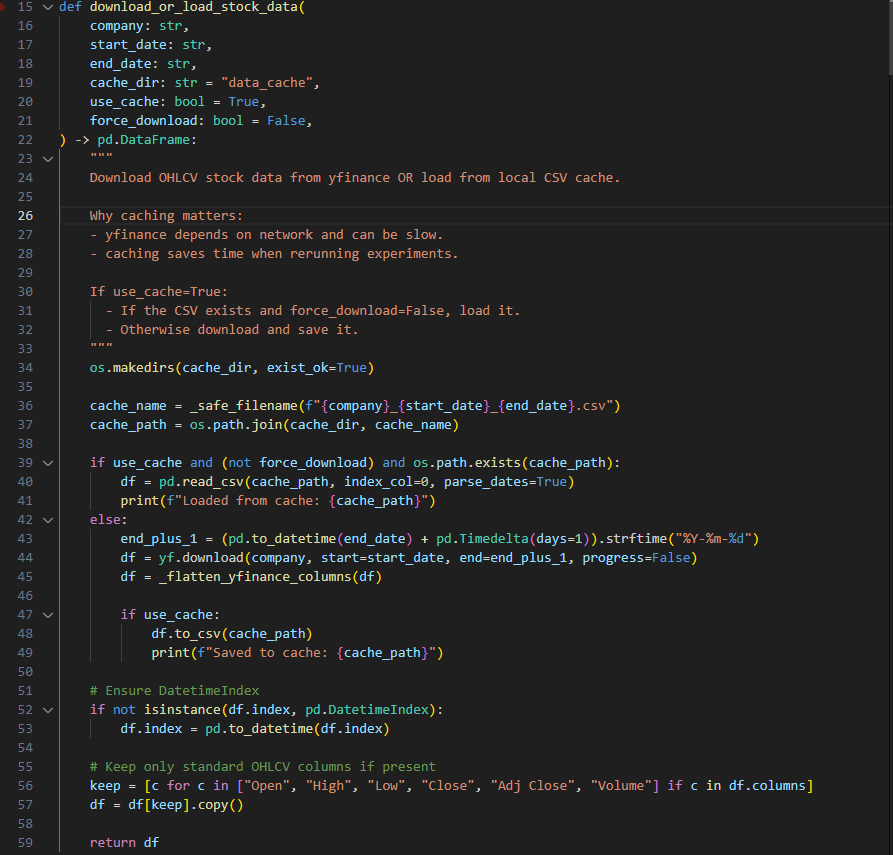 15 def download_or_load_stock_data(
16     company: str,
17     start_date: str,
18     end_date: str,
19     cache_dir: str = "data_cache",
20     use_cache: bool = True,
21     force_download: bool = False,
22 ) -> pd.DataFrame:
23     """
24     Download OHLCV stock data from yfinance OR load from local CSV cache.
25
26     Why caching matters:
27     - yfinance depends on network and can be slow.
28     - caching saves time when rerunning experiments.
29
30     If use_cache=True:
31       - If the CSV exists and force_download=False, load it.
32       - Otherwise download and save it.
33     """
34     os.makedirs(cache_dir, exist_ok=True)
35
36     cache_name = _safe_filename(f"{company}_{start_date}_{end_date}.csv")
37     cache_path = os.path.join(cache_dir, cache_name)
38
39     if use_cache and (not force_download) and os.path.exists(cache_path):
40         df = pd.read_csv(cache_path, index_col=0, parse_dates=True)
41         print(f"Loaded from cache: {cache_path}")
42     else:
43         end_plus_1 = (pd.to_datetime(end_date) + pd.Timedelta(days=1)).strftime("%Y-%m-%d")
44         df = yf.download(company, start=start_date, end=end_plus_1, progress=False)
45         df = _flatten_yfinance_columns(df)
46
47         if use_cache:
48             df.to_csv(cache_path)
49             print(f"Saved to cache: {cache_path}")
50
51     # Ensure DatetimeIndex
52     if not isinstance(df.index, pd.DatetimeIndex):
53         df.index = pd.to_datetime(df.index)
54
55     # Keep only standard OHLCV columns if present
56     keep = [c for c in ["Open", "High", "Low", "Close", "Adj Close", "Volume"] if c in df.columns]
57     df = df[keep].copy()
58
59     return df